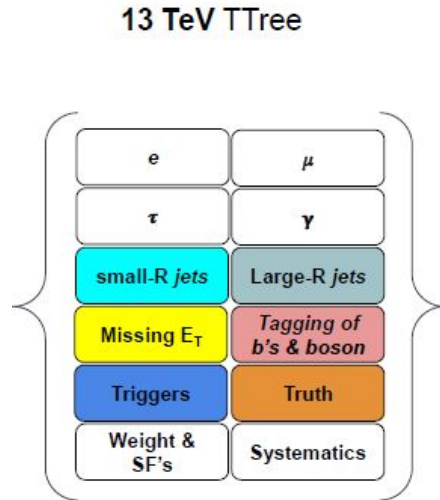 13 TeV TTree
e
μ
τ
γ
small-R jets
Large-R jets
Missing E_T
Tagging of
b's & boson
Triggers
Truth
Weight &
SF's
Systematics